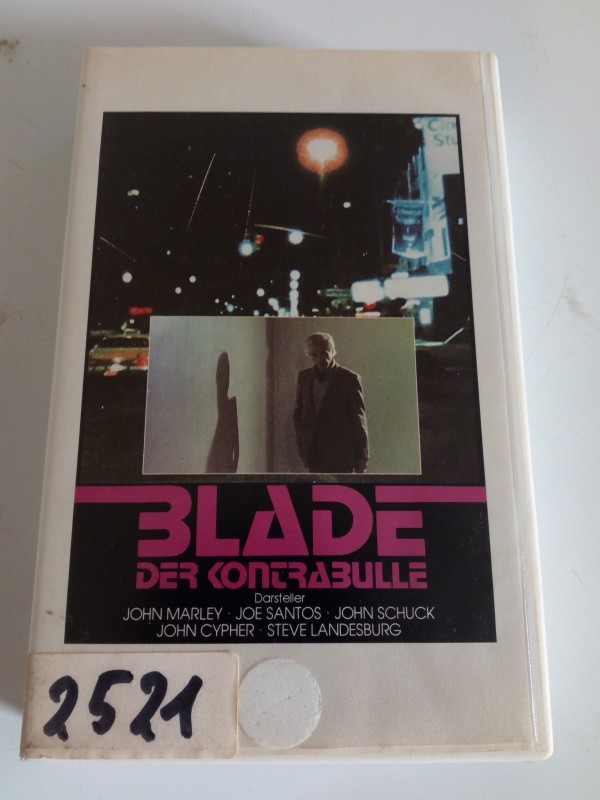 BLADE
DER KONTRABULLE
Darsteller
JOHN MARLEY · JOE SANTOS · JOHN SCHUCK
JOHN CYPHER · STEVE LANDESBURG
2521